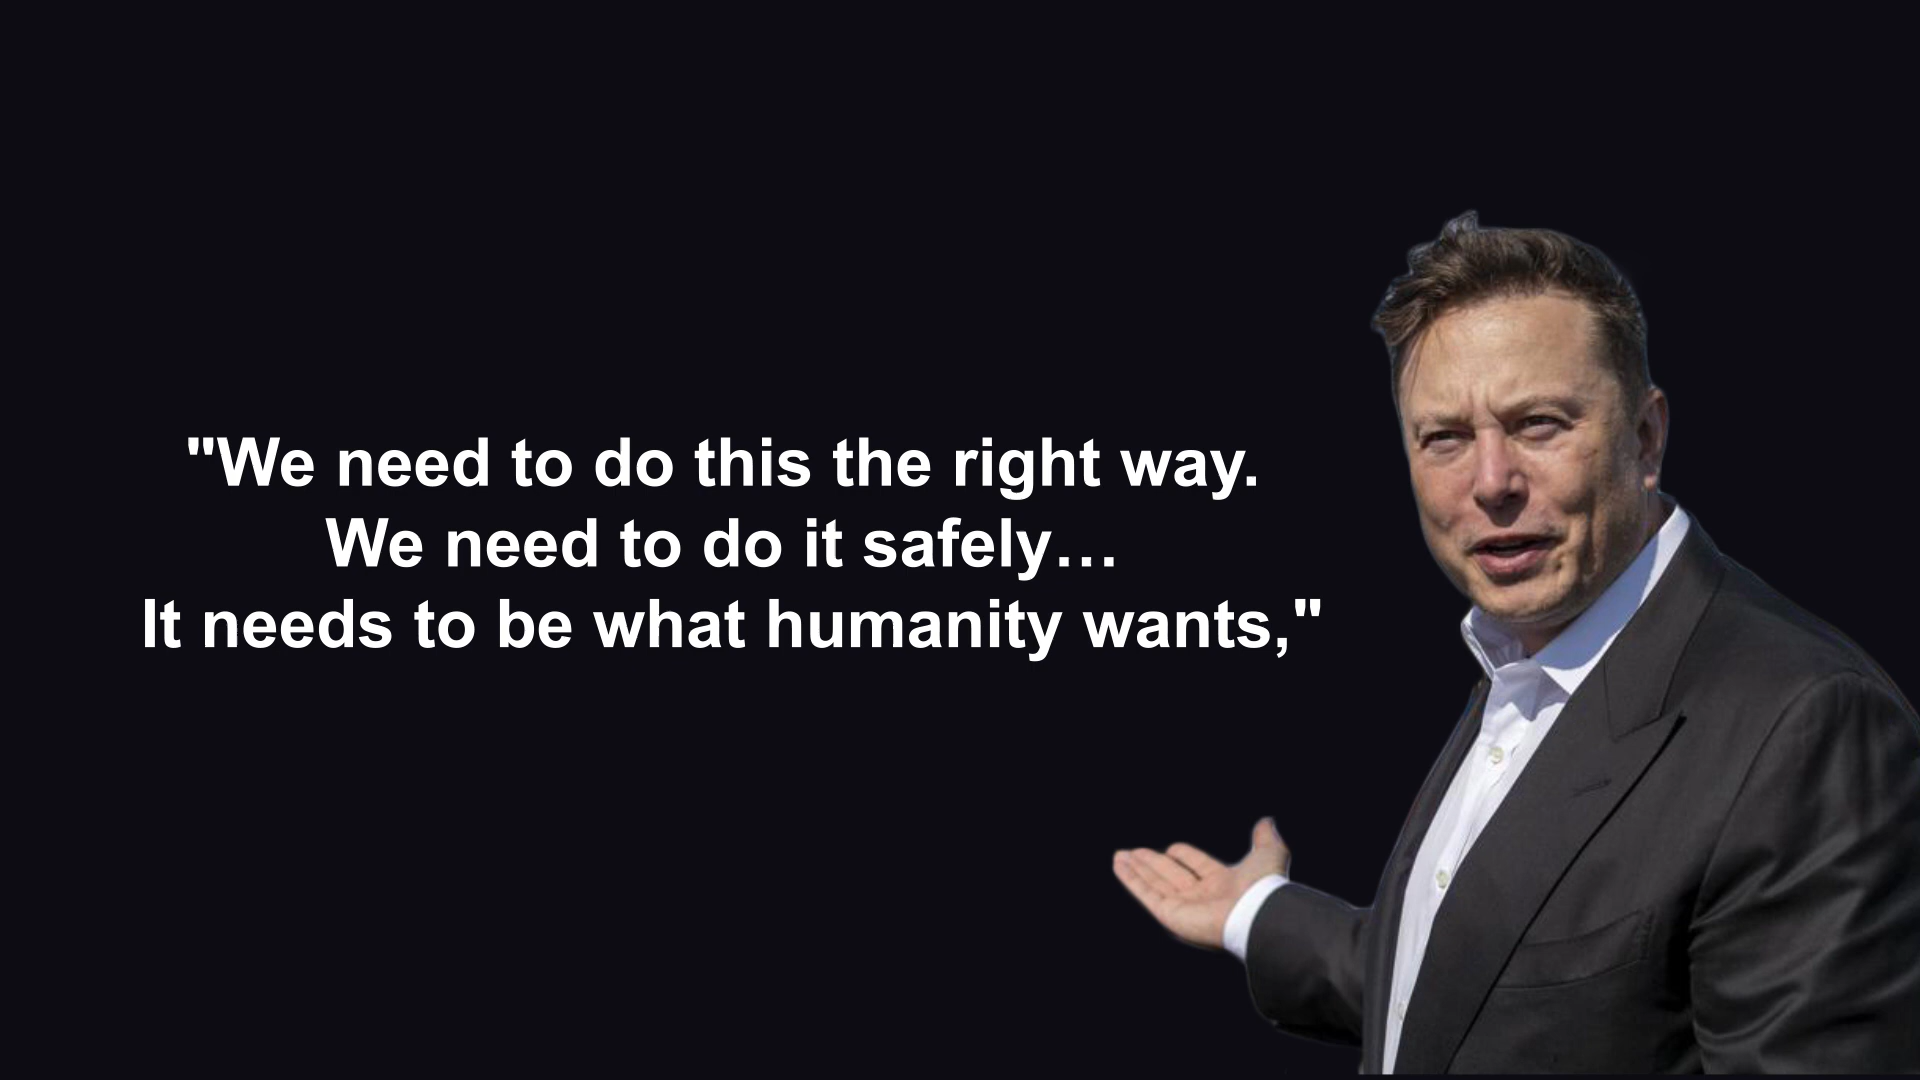 "We need to do this the right way.
We need to do it safely…
It needs to be what humanity wants,"